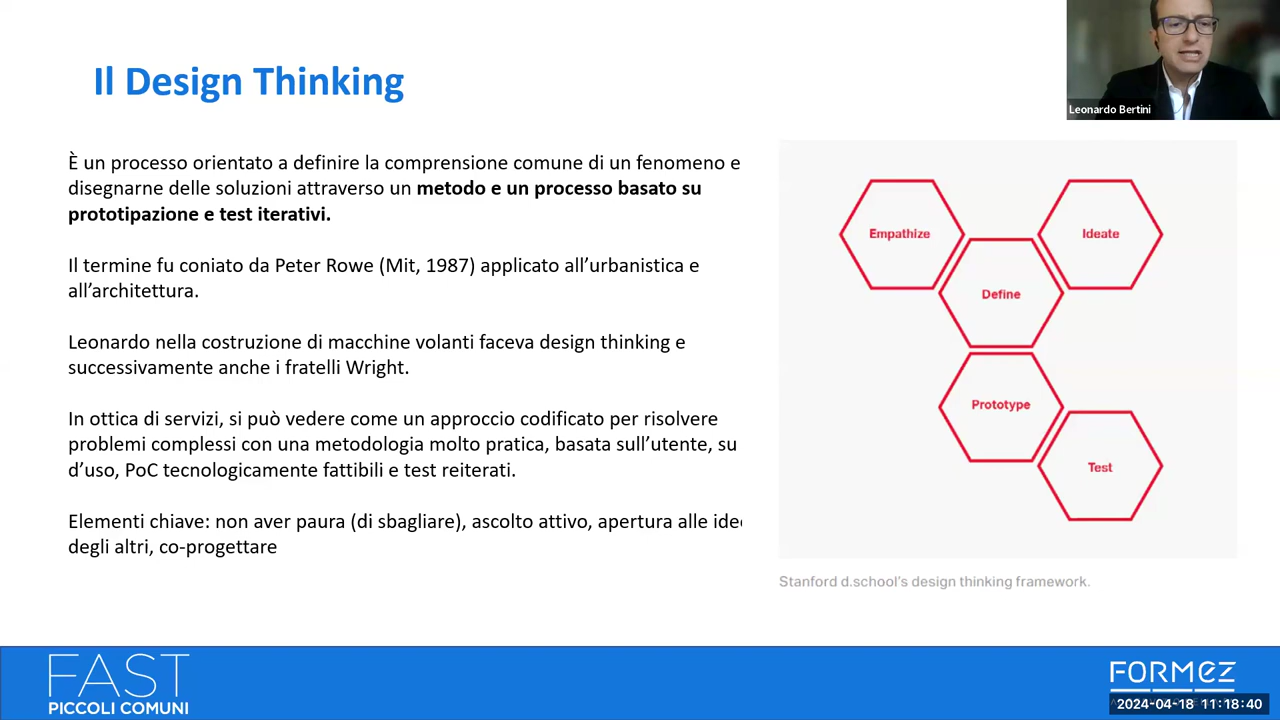 Il Design Thinking
Leonardo Bertini
È un processo orientato a definire la comprensione comune di un fenomeno e
disegnarne delle soluzioni attraverso un metodo e un processo basato su
prototipazione e test iterativi.
Il termine fu coniato da Peter Rowe (Mit, 1987) applicato all’urbanistica e
all’architettura.
Leonardo nella costruzione di macchine volanti faceva design thinking e
successivamente anche i fratelli Wright.
In ottica di servizi, si può vedere come un approccio codificato per risolvere
problemi complessi con una metodologia molto pratica, basata sull’utente, su
d’uso, PoC tecnologicamente fattibili e test reiterati.
Elementi chiave: non aver paura (di sbagliare), ascolto attivo, apertura alle
degli altri, co-progettare
Empathize
Ideate
Define
Prototype
Test
Stanford d.school’s design thinking framework.
FAST
PICCOLI COMUNI
FORMEZ
2024-04-18 11:18:40